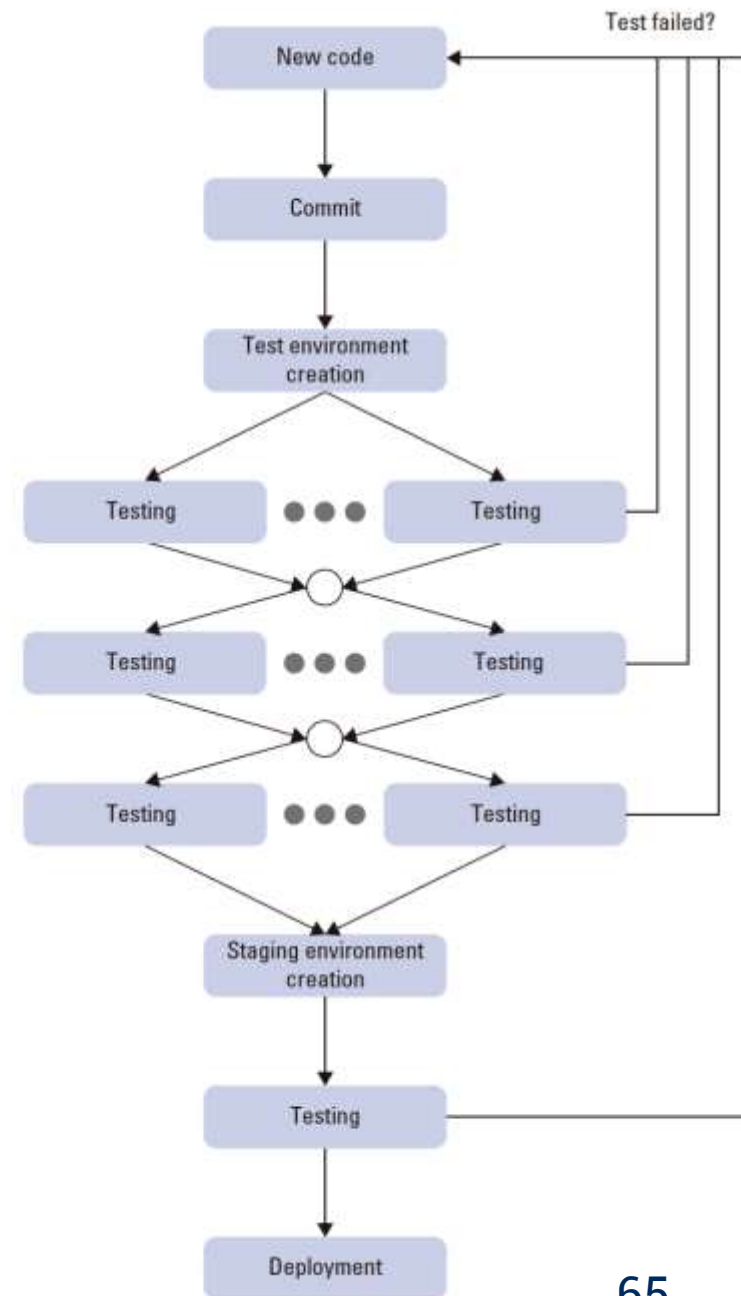 Test failed?
New code
Commit
Test environment
creation
Testing
Testing
Testing
Testing
Testing
Testing
Staging environment
creation
Testing
Deployment
65